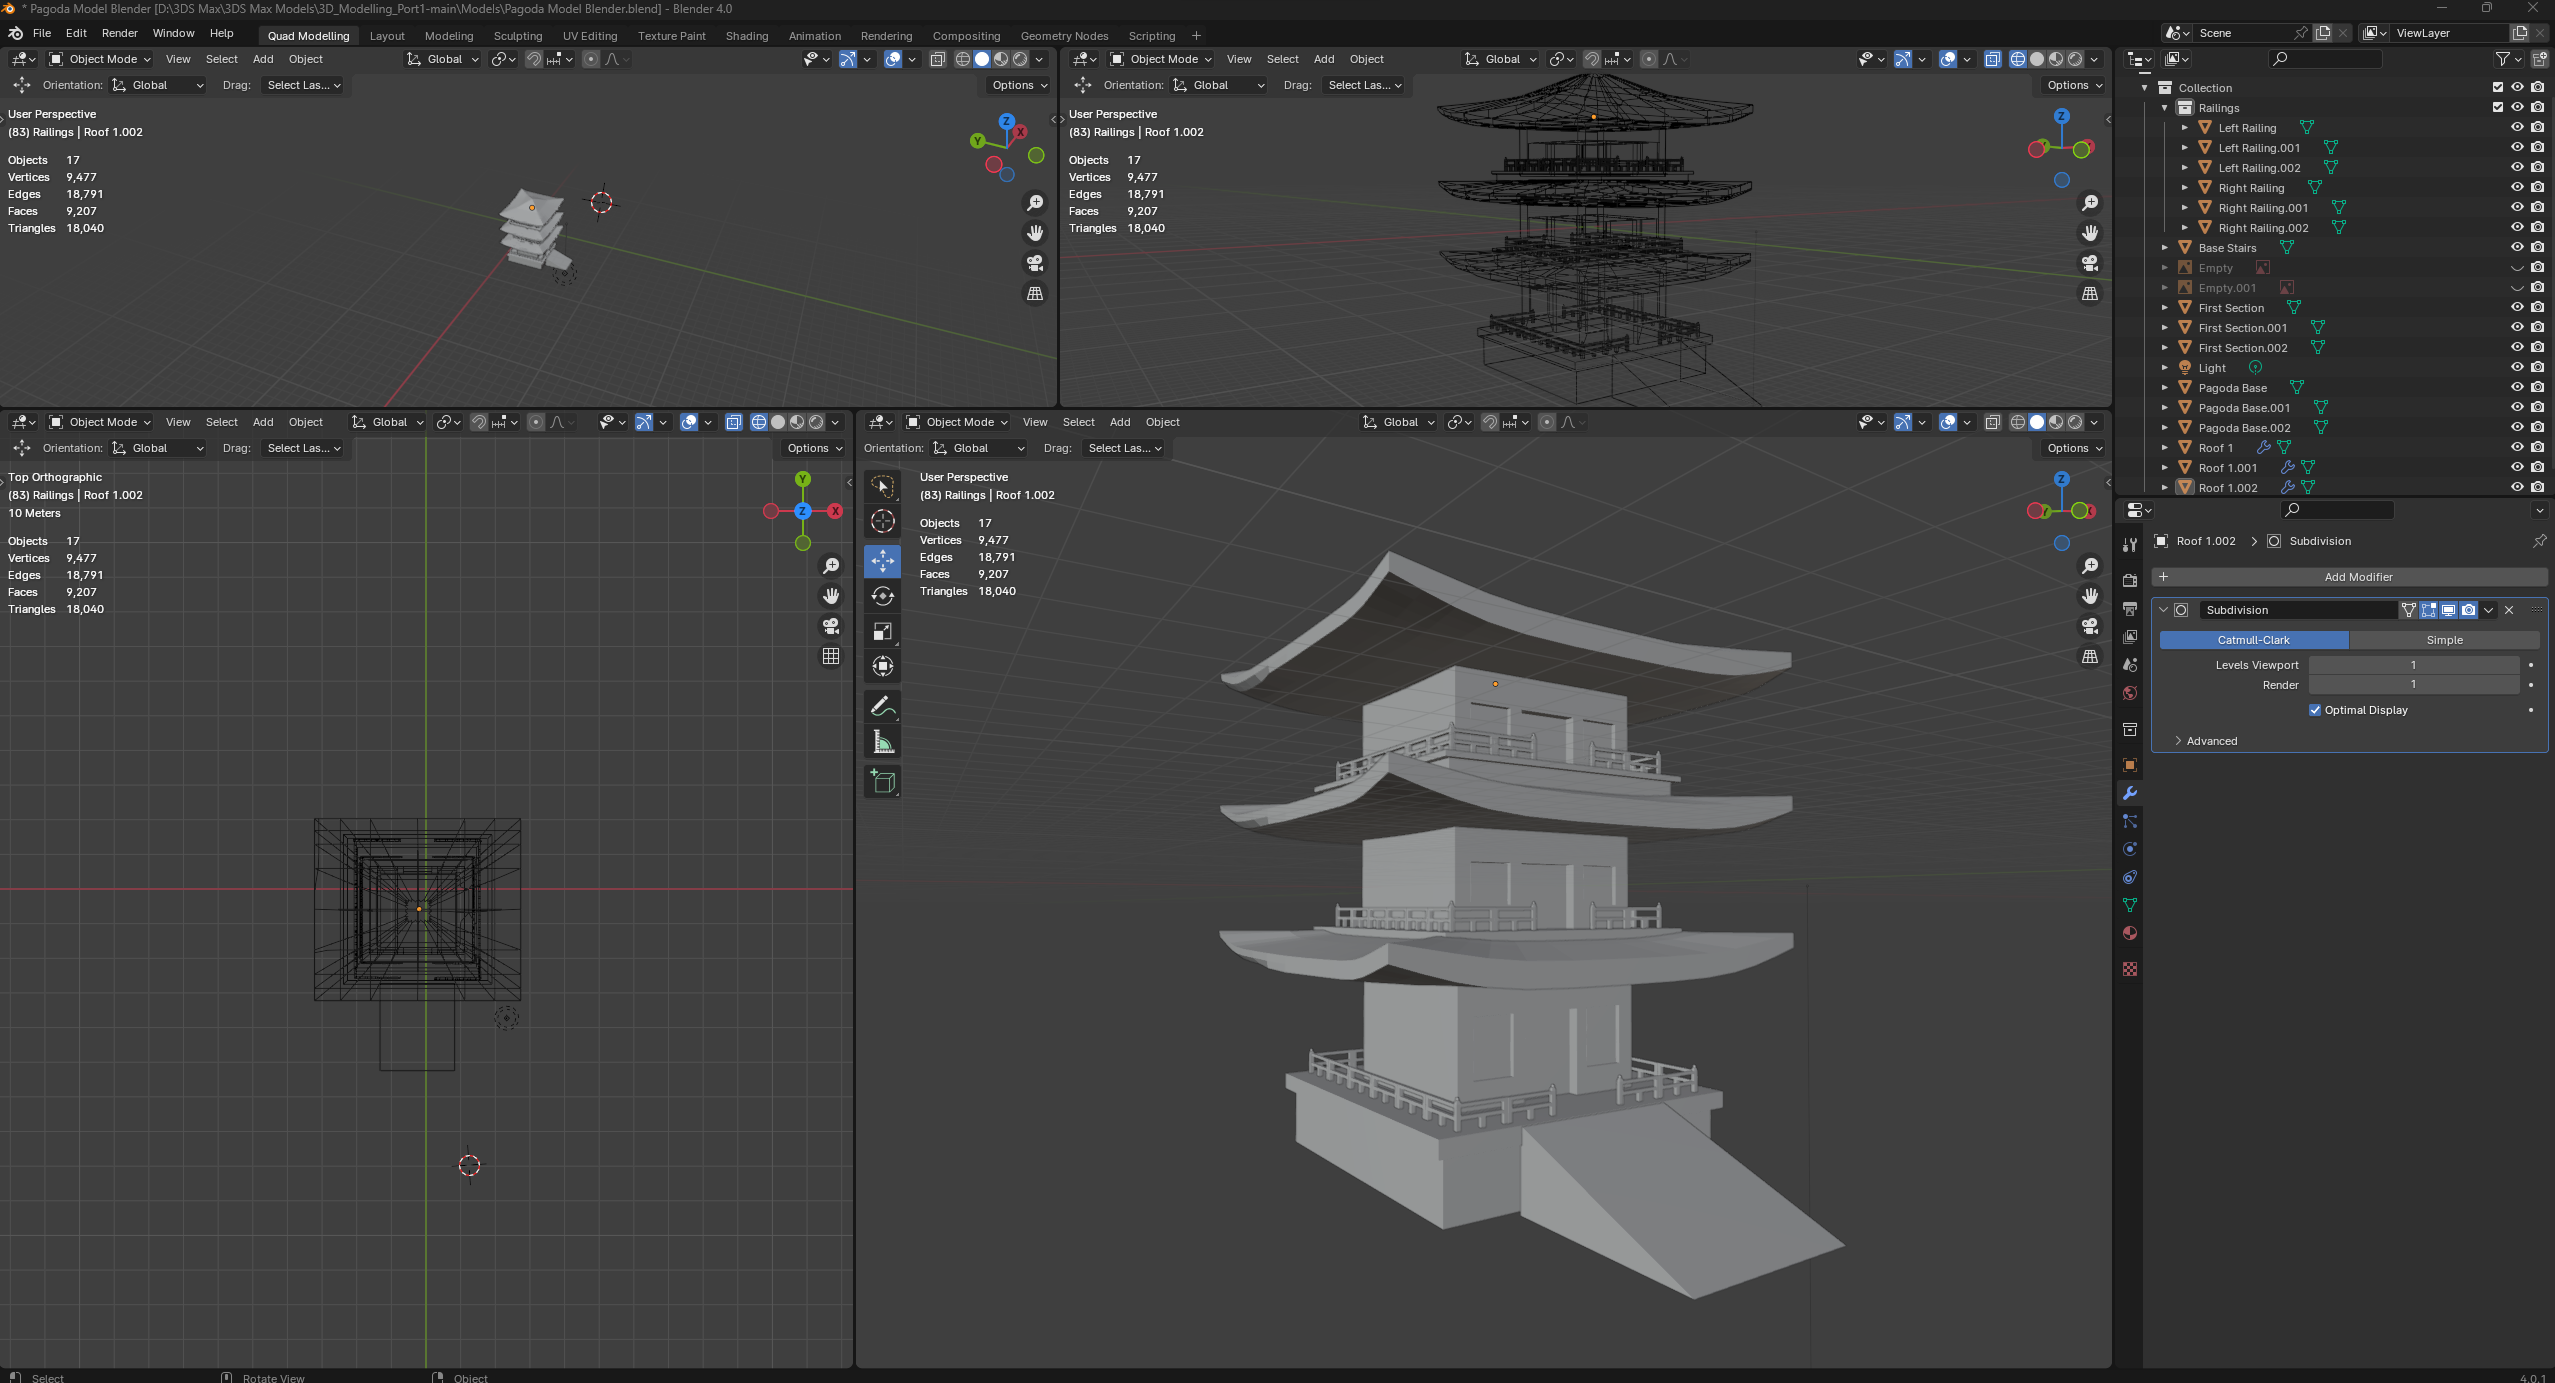 * Pagoda Model Blender [D:\3DS Max\3DS Max Models\3D_Modelling_Port1-main\Models\Pagoda Model Blender.blend] - Blender 4.0
File Edit Render Window Help Quad Modelling Layout Modeling Sculpting UV Editing Texture Paint Shading Animation Rendering Compositing Geometry Nodes Scripting + Scene ViewLayer
Object Mode View Select Add Object Global
Orientation: Global Drag: Select Las... Options
User Perspective
(83) Railings | Roof 1.002
Objects 17
Vertices 9,477
Edges 18,791
Faces 9,207
Triangles 18,040
Z
X
Y
Object Mode View Select Add Object Global
Orientation: Global Drag: Select Las... Options
User Perspective
(83) Railings | Roof 1.002
Objects 17
Vertices 9,477
Edges 18,791
Faces 9,207
Triangles 18,040
Z
Object Mode View Select Add Object Global
Orientation: Global Drag: Select Las... Options
Top Orthographic
(83) Railings | Roof 1.002
10 Meters
Objects 17
Vertices 9,477
Edges 18,791
Faces 9,207
Triangles 18,040
Y
Z X
Object Mode View Select Add Object Global
Orientation: Global Drag: Select Las... Options
User Perspective
(83) Railings | Roof 1.002
Objects 17
Vertices 9,477
Edges 18,791
Faces 9,207
Triangles 18,040
Z
Collection
Railings
Left Railing
Left Railing.001
Left Railing.002
Right Railing
Right Railing.001
Right Railing.002
Base Stairs
Empty
Empty.001
First Section
First Section.001
First Section.002
Light
Pagoda Base
Pagoda Base.001
Pagoda Base.002
Roof 1
Roof 1.001
Roof 1.002
Roof 1.002 > Subdivision
+ Add Modifier
Subdivision
Catmull-Clark Simple
Levels Viewport 1
Render 1
Optimal Display
Advanced
Select Rotate View Object 4.0.1